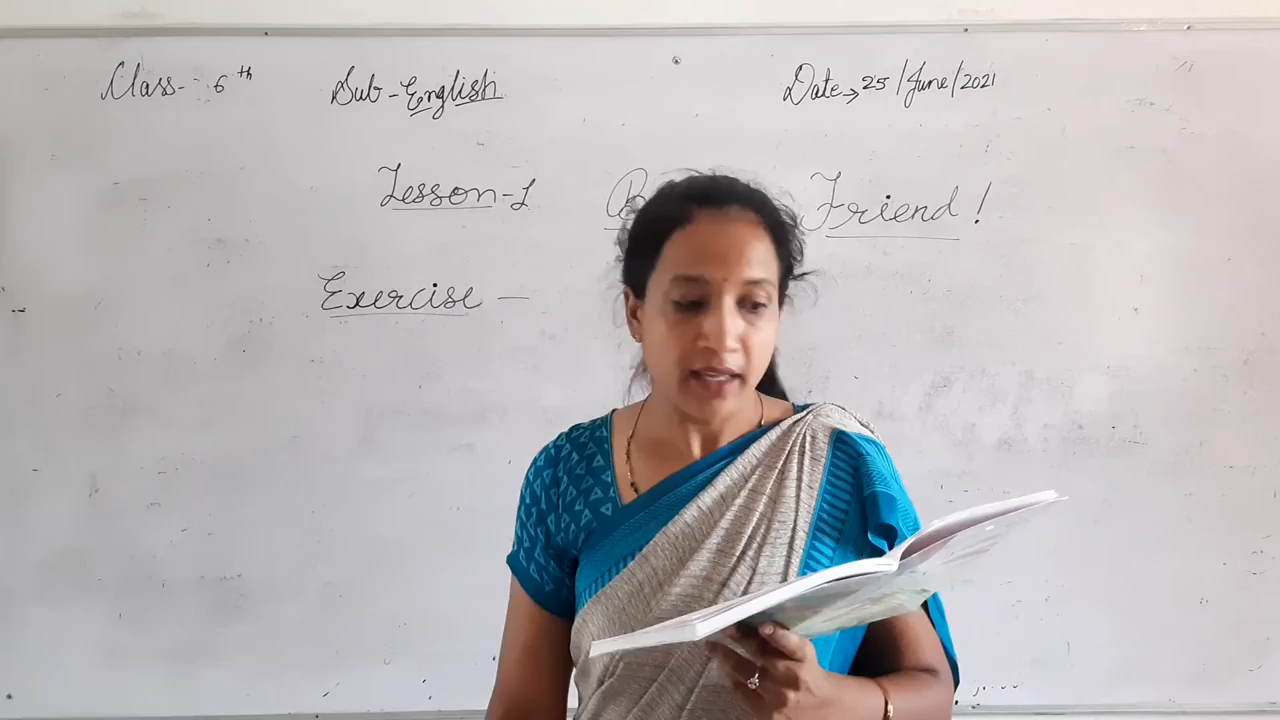 Class- 6th Sub-English Date→25/June/2021
Lesson-1 Friend!
Exercise —